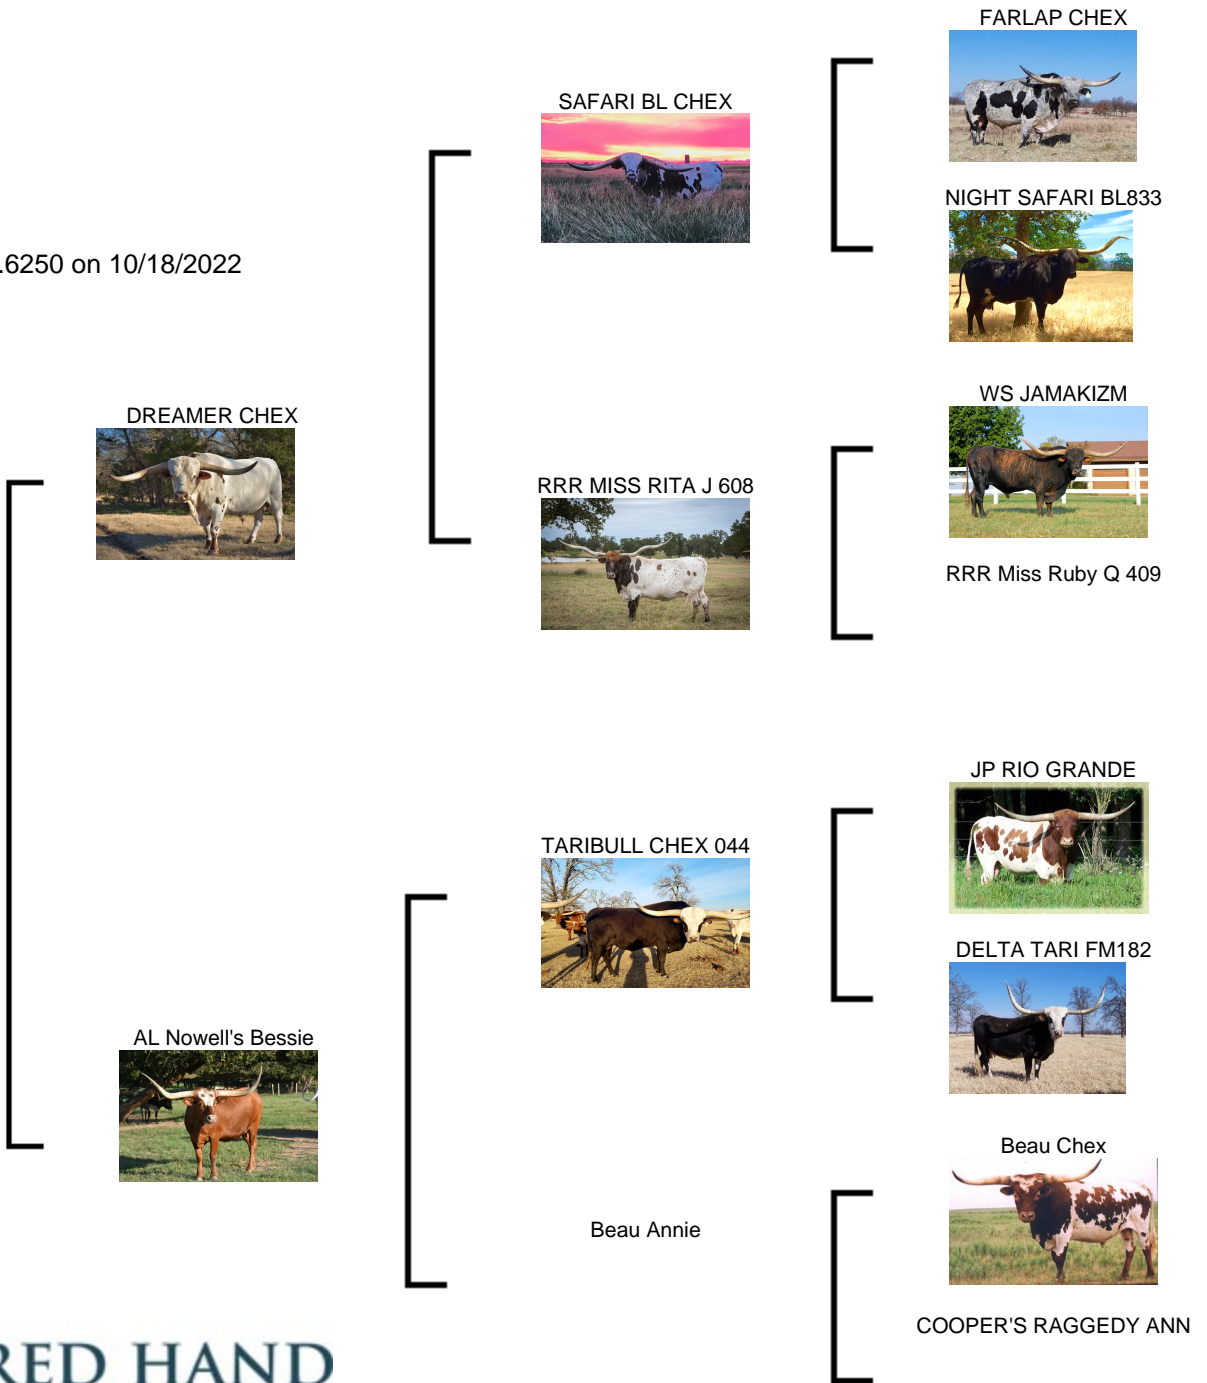 FARLAP CHEX
SAFARI BL CHEX
NIGHT SAFARI BL833
.6250 on 10/18/2022
WS JAMAKIZM
DREAMER CHEX
RRR MISS RITA J 608
RRR Miss Ruby Q 409
JP RIO GRANDE
TARIBULL CHEX 044
DELTA TARI FM182
AL Nowell's Bessie
Beau Chex
Beau Annie
COOPER'S RAGGEDY ANN
RED HAND